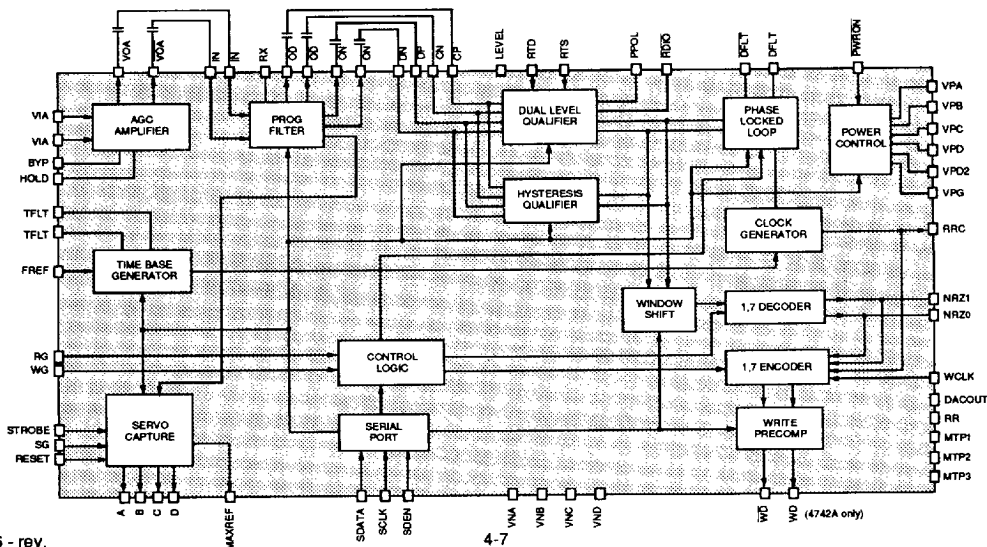 VOA
VOA
IN
IN
RX
OD
OD
ON
ON
DN
DP
CN
CP
LEVEL
RTD
RTS
PPOL
RDIO
DFLT
DFLT
PWRON
VIA
VIA
BYP
HOLD
TFLT
TFLT
FREF
RG
WG
STROBE
SG
RESET
AGC
AMPLIFIER
PROG
FILTER
DUAL LEVEL
QUALIFIER
PHASE
LOCKED
LOOP
POWER
CONTROL
HYSTERESIS
QUALIFIER
CLOCK
GENERATOR
TIME BASE
GENERATOR
WINDOW
SHIFT
1,7 DECODER
CONTROL
LOGIC
1,7 ENCODER
SERVO
CAPTURE
SERIAL
PORT
WRITE
PRECOMP
VPA
VPB
VPC
VPD
VPD2
VPG
RRC
NRZ1
NRZ0
WCLK
DACOUT
RR
MTP1
MTP2
MTP3
A
B
C
D
MAXREF
SDATA
SCLK
SDEN
VNA
VNB
VNC
VND
WD
WD
(4742A only)
- rev.
4-7